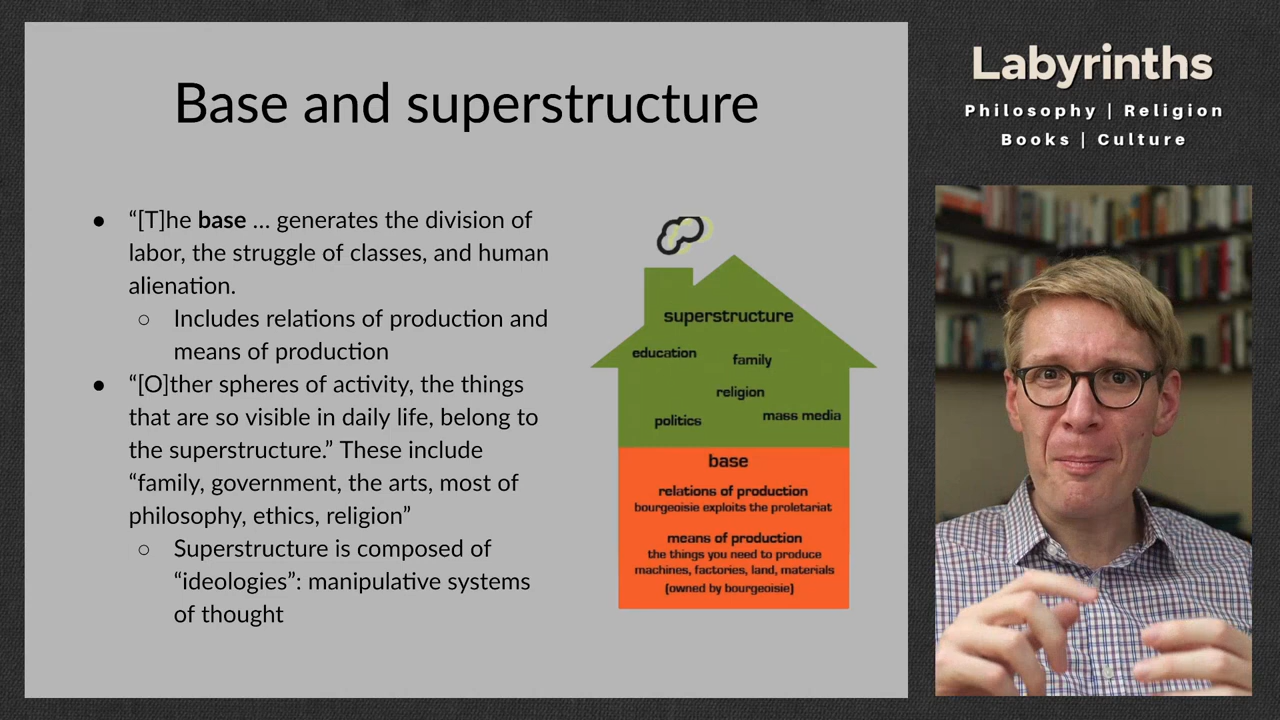 Base and superstructure
● “[T]he base ... generates the division of
labor, the struggle of classes, and human
alienation.
○ Includes relations of production and
means of production
● “[O]ther spheres of activity, the things
that are so visible in daily life, belong to
the superstructure.” These include
“family, government, the arts, most of
philosophy, ethics, religion”
○ Superstructure is composed of
“ideologies”: manipulative systems
of thought
superstructure
education
family
religion
politics
mass media
base
relations of production
bourgeoisie exploits the proletariat
means of production
the things you need to produce
machines, factories, land, materials
(owned by bourgeoisie)
Labyrinths
Philosophy | Religion
Books | Culture